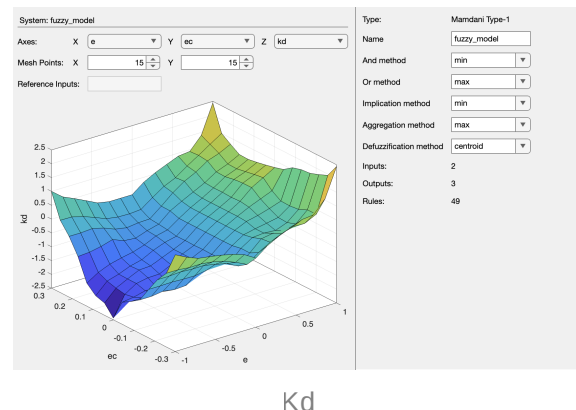 System: fuzzy_model
Axes: X e Y ec Z kd
Mesh Points: X 15 Y 15
Reference Inputs:
2.5
2
1.5
1
0.5
0
-0.5
-1
-1.5
-2
-2.5
kd
0.3
0.2
0.1
0
-0.1
-0.2
-0.3
ec
-1
-0.5
0
0.5
1
e
Type: Mamdani Type-1
Name fuzzy_model
And method min
Or method max
Implication method min
Aggregation method max
Defuzzification method centroid
Inputs: 2
Outputs: 3
Rules: 49
Kd